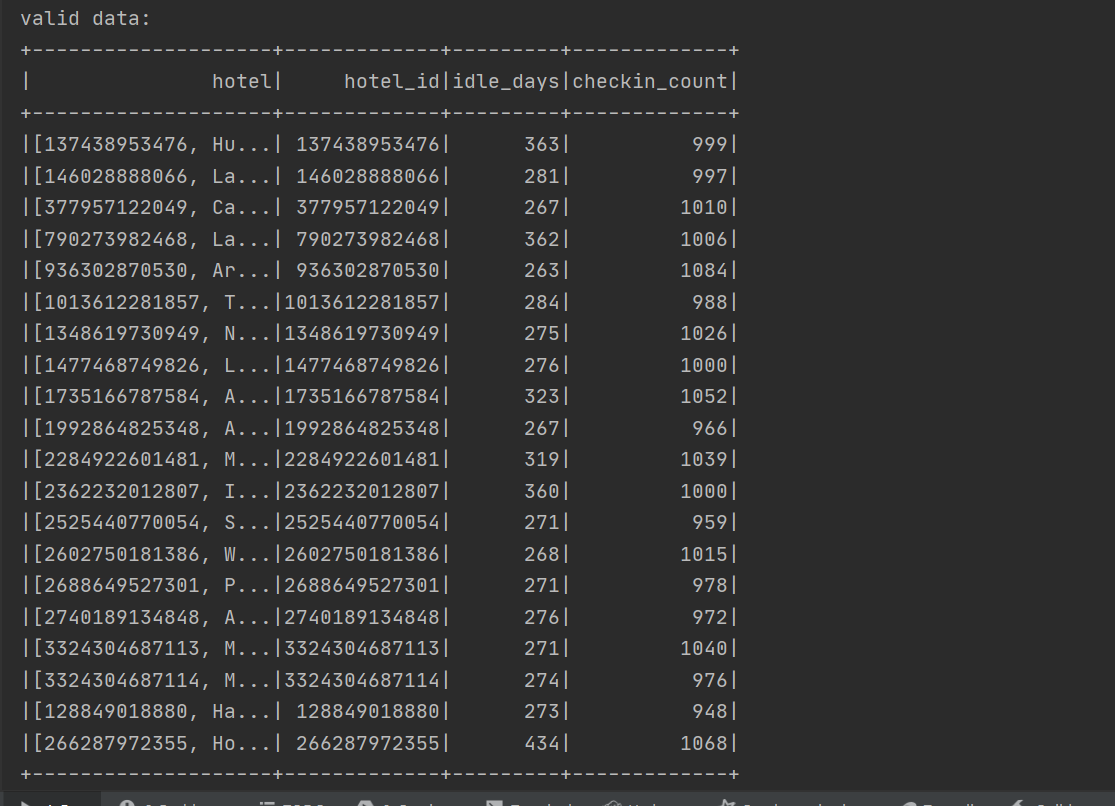 valid data:
+--------------------+-------------+---------+-------------+
|               hotel|     hotel_id|idle_days|checkin_count|
+--------------------+-------------+---------+-------------+
|[137438953476, Hu...| 137438953476|      363|          999|
|[146028888066, La...| 146028888066|      281|          997|
|[377957122049, Ca...| 377957122049|      267|         1010|
|[790273982468, La...| 790273982468|      362|         1006|
|[936302870530, Ar...| 936302870530|      263|         1084|
|[1013612281857, T...|1013612281857|      284|          988|
|[1348619730949, N...|1348619730949|      275|         1026|
|[1477468749826, L...|1477468749826|      276|         1000|
|[1735166787584, A...|1735166787584|      323|         1052|
|[1992864825348, A...|1992864825348|      267|          966|
|[2284922601481, M...|2284922601481|      319|         1039|
|[2362232012807, I...|2362232012807|      360|         1000|
|[2525440770054, S...|2525440770054|      271|          959|
|[2602750181386, W...|2602750181386|      268|         1015|
|[2688649527301, P...|2688649527301|      271|          978|
|[2740189134848, A...|2740189134848|      276|          972|
|[3324304687113, M...|3324304687113|      271|         1040|
|[3324304687114, M...|3324304687114|      274|          976|
|[128849018880, Ha...| 128849018880|      273|          948|
|[266287972355, Ho...| 266287972355|      434|         1068|
+--------------------+-------------+---------+-------------+